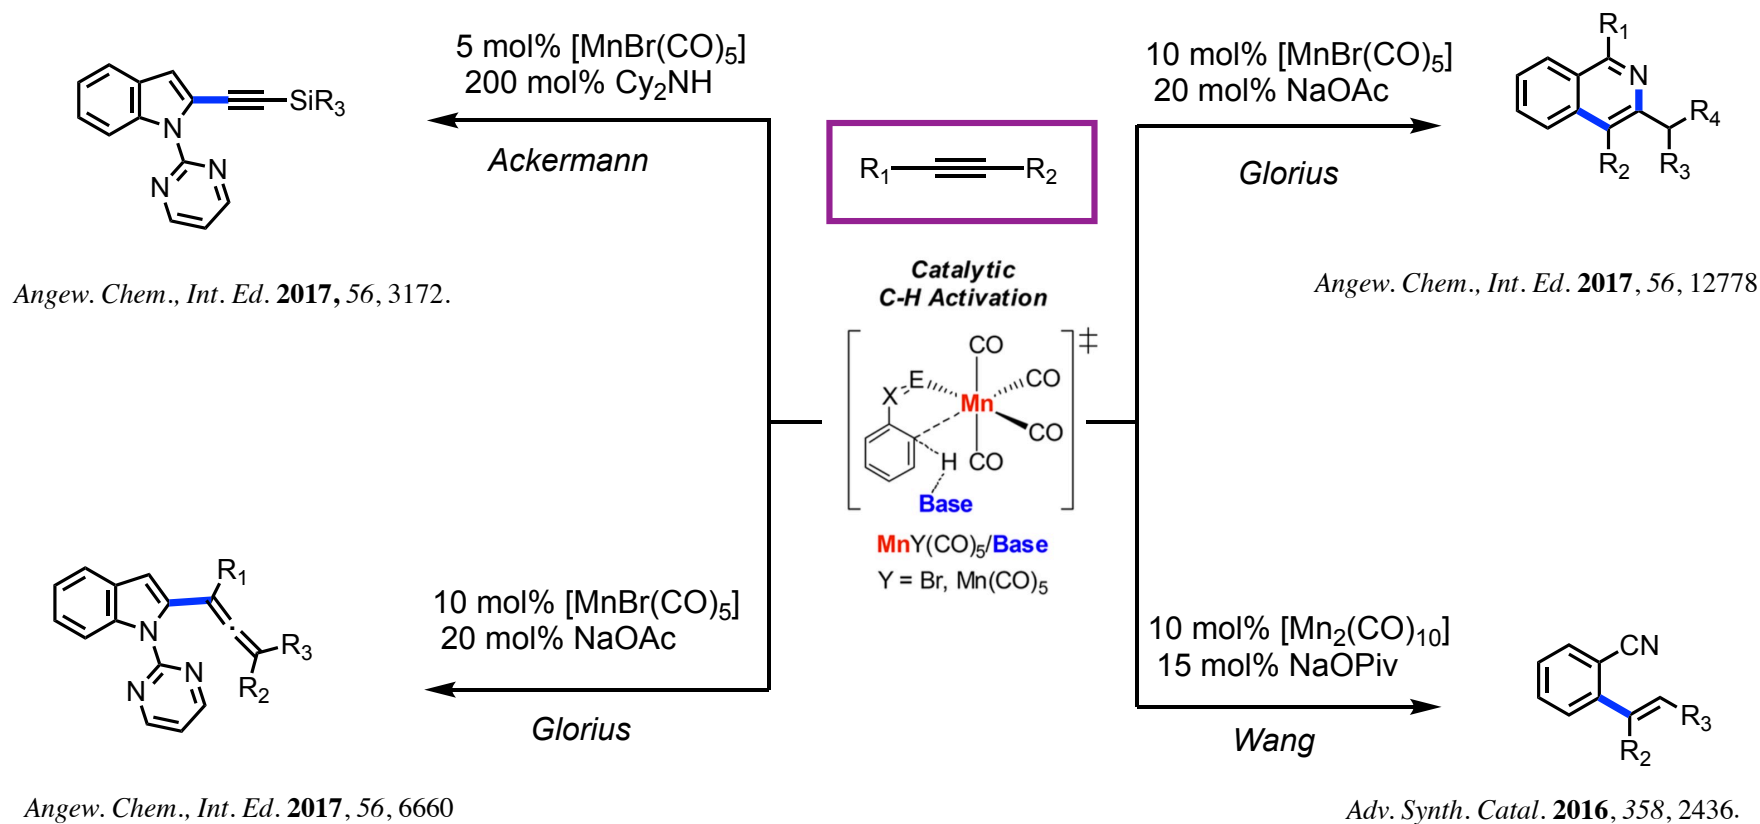 5 mol% [MnBr(CO)5]
200 mol% Cy2NH
Ackermann
SiR3
N
N
N
Angew. Chem., Int. Ed. 2017, 56, 3172.
R1
R2
10 mol% [MnBr(CO)5]
20 mol% NaOAc
Glorius
R1
N
R4
R2
R3
Angew. Chem., Int. Ed. 2017, 56, 12778
Catalytic
C-H Activation
CO
‡
E
CO
X
Mn
CO
H
CO
Base
MnY(CO)5/Base
Y = Br, Mn(CO)5
R1
N
R3
N
N
R2
10 mol% [MnBr(CO)5]
20 mol% NaOAc
Glorius
Angew. Chem., Int. Ed. 2017, 56, 6660
10 mol% [Mn2(CO)10]
15 mol% NaOPiv
Wang
CN
R3
R2
Adv. Synth. Catal. 2016, 358, 2436.